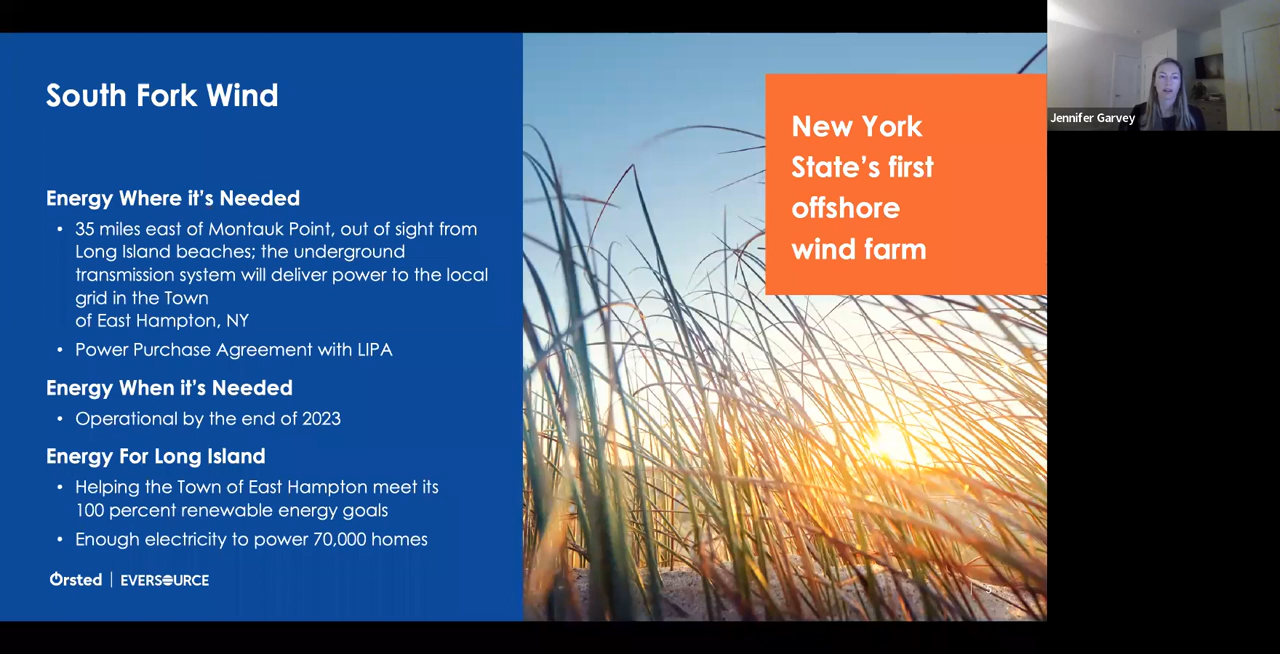 South Fork Wind
Energy Where it's Needed
• 35 miles east of Montauk Point, out of sight from
Long Island beaches; the underground
transmission system will deliver power to the local
grid in the Town
of East Hampton, NY
• Power Purchase Agreement with LIPA
Energy When it's Needed
• Operational by the end of 2023
Energy For Long Island
• Helping the Town of East Hampton meet its
100 percent renewable energy goals
• Enough electricity to power 70,000 homes
Ørsted | EVERSOURCE
New York
State's first
offshore
wind farm
| 5
Jennifer Garvey